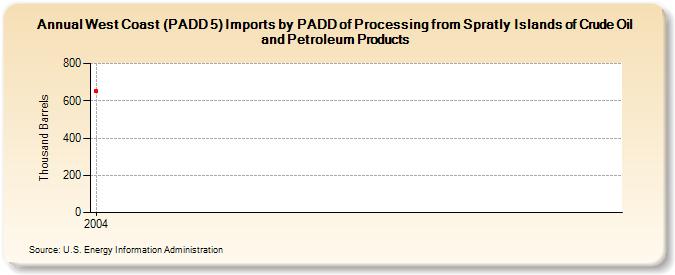 Annual West Coast (PADD 5) Imports by PADD of Processing from Spratly Islands of Crude Oil
and Petroleum Products
Thousand Barrels
800
600
400
200
0
2004
Source: U.S. Energy Information Administration